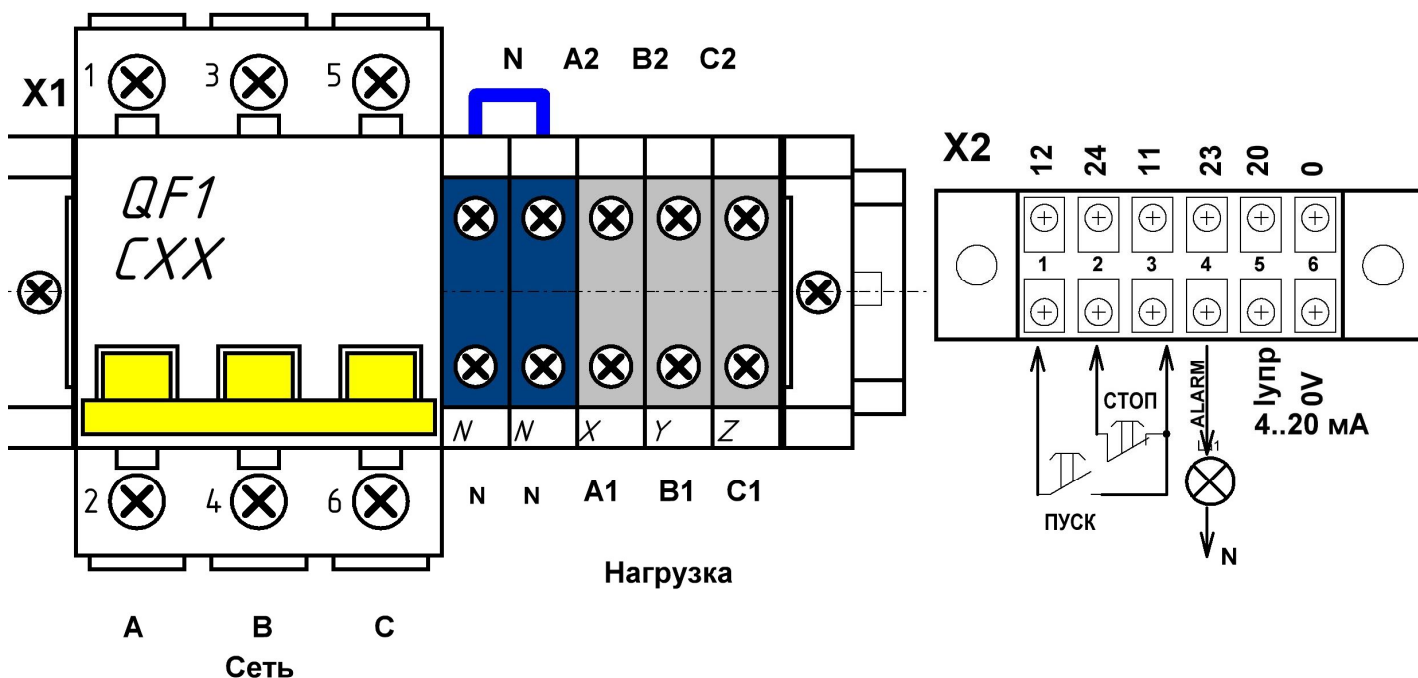 X1
1 3 5
N A2 B2 C2
QF1
CXX
N N X Y Z
2 4 6
N N A1 B1 C1
Нагрузка
A B C
Сеть
X2
12 24 11 23 20 0
1 2 3 4 5 6
СТОП
ПУСК
ALARM
N
Iупр 0V
4..20 мА